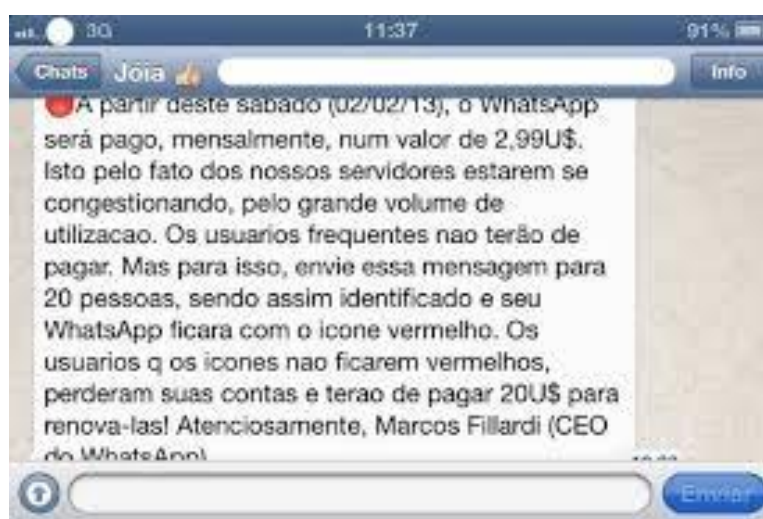 3G 11:37 91%
Chats Jóia Info
A partir deste sábado (02/02/13), o WhatsApp
será pago, mensalmente, num valor de 2,99U$.
Isto pelo fato dos nossos servidores estarem se
congestionando, pelo grande volume de
utilizacao. Os usuarios frequentes nao terão de
pagar. Mas para isso, envie essa mensagem para
20 pessoas, sendo assim identificado e seu
WhatsApp ficara com o icone vermelho. Os
usuarios q os icones nao ficarem vermelhos,
perderam suas contas e terao de pagar 20U$ para
renova-las! Atenciosamente, Marcos Fillardi (CEO
do WhatsApp)
Enviar